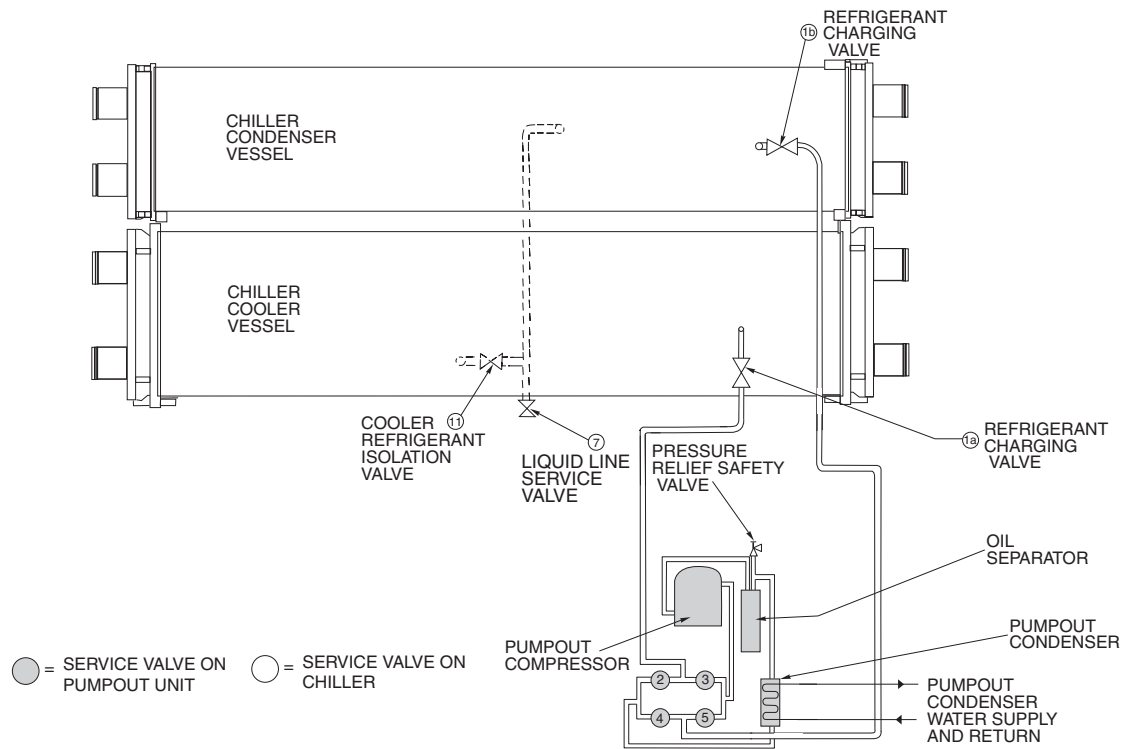 1b
REFRIGERANT
CHARGING
VALVE
CHILLER
CONDENSER
VESSEL
CHILLER
COOLER
VESSEL
COOLER
REFRIGERANT
ISOLATION
VALVE
11
7
LIQUID LINE
SERVICE
VALVE
PRESSURE
RELIEF SAFETY
VALVE
1a
REFRIGERANT
CHARGING
VALVE
OIL
SEPARATOR
PUMPOUT
COMPRESSOR
PUMPOUT
CONDENSER
= SERVICE VALVE ON
PUMPOUT UNIT
= SERVICE VALVE ON
CHILLER
2
3
4
5
PUMPOUT
CONDENSER
WATER SUPPLY
AND RETURN